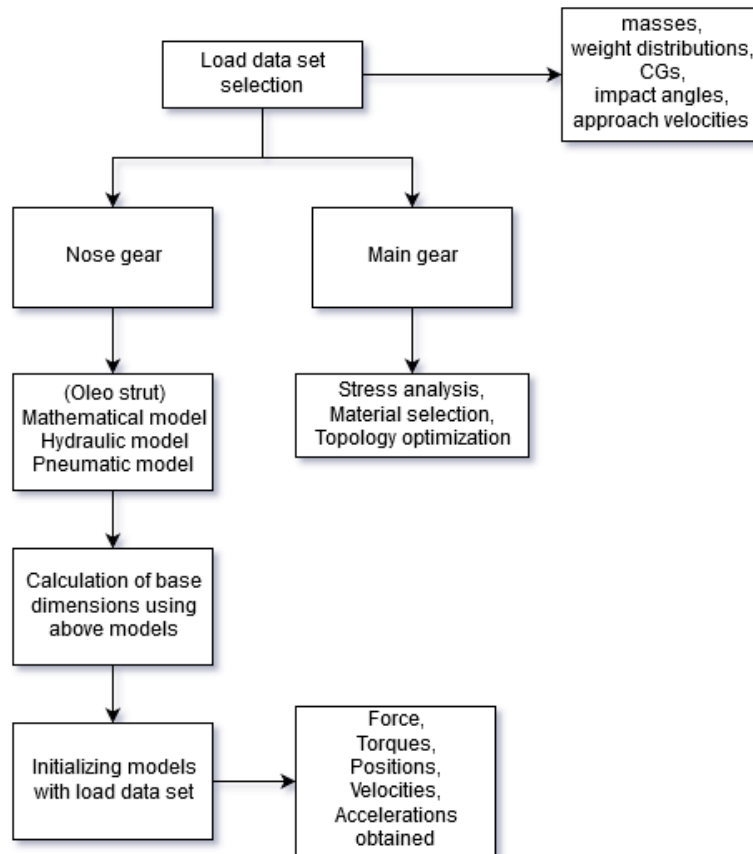 Load data set
selection
masses,
weight distributions,
CGs,
impact angles,
approach velocities
Nose gear
Main gear
(Oleo strut)
Mathematical model
Hydraulic model
Pneumatic model
Stress analysis,
Material selection,
Topology optimization
Calculation of base
dimensions using
above models
Initializing models
with load data set
Force,
Torques,
Positions,
Velocities,
Accelerations
obtained